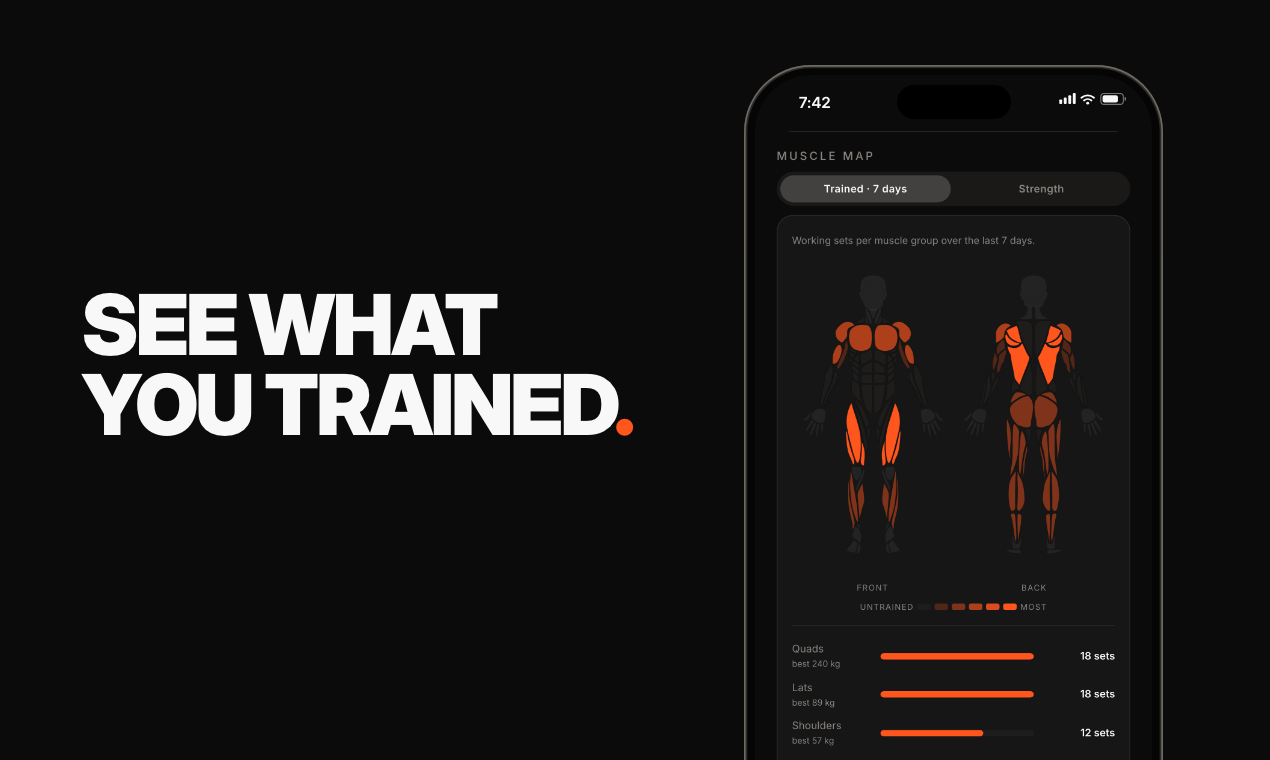 SEE WHAT
YOU TRAINED.
7:42
MUSCLE MAP
Trained · 7 days
Strength
Working sets per muscle group over the last 7 days.
FRONT
BACK
UNTRAINED
MOST
Quads
best 240 kg
18 sets
Lats
best 89 kg
18 sets
Shoulders
best 57 kg
12 sets